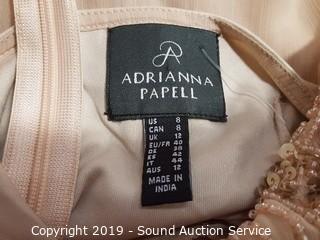 ADRIANNA
PAPELL
US 8
CAN 8
UK 12
EU/FR 40
DE 38
ES 42
IT 44
AUS 12
MADE IN
INDIA
Copyright 2019 - Sound Auction Service